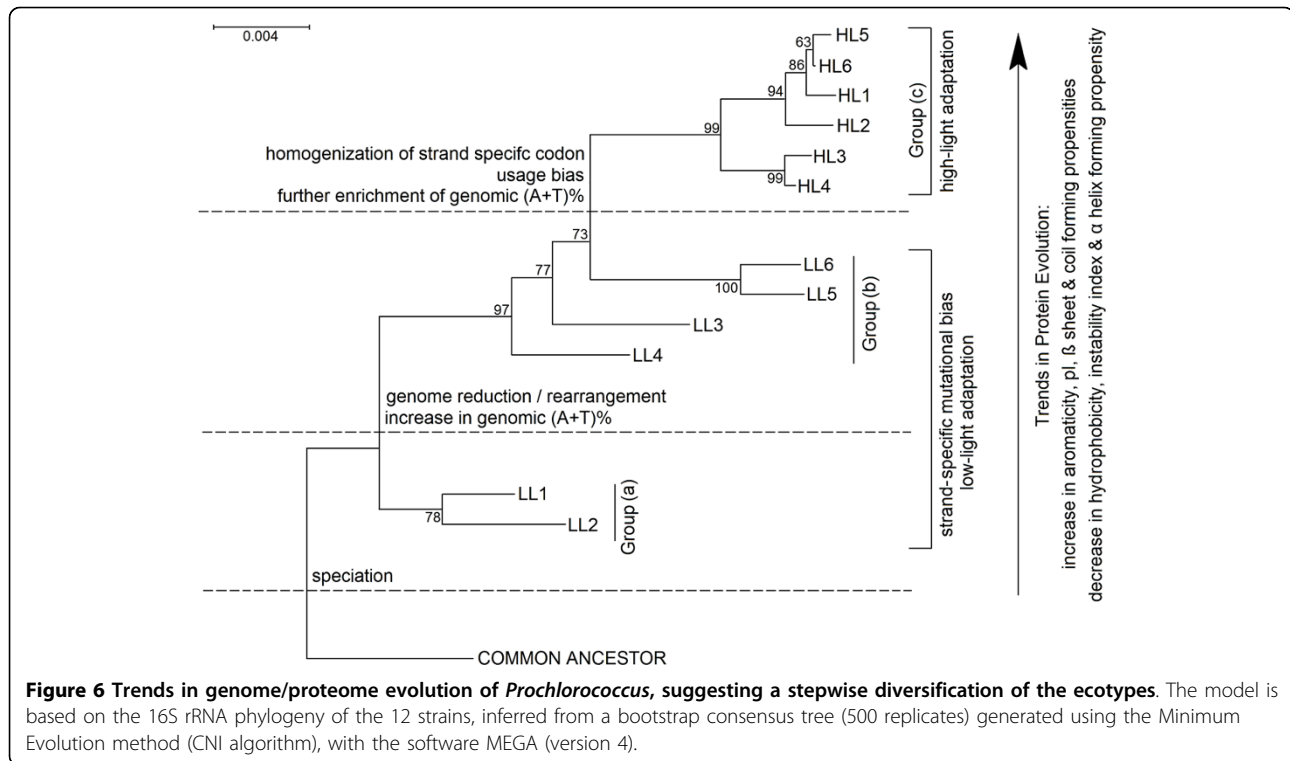 0.004
63
HL5
86
HL6
94
HL1
99
HL2
HL3
99
HL4
Group (c)
high-light adaptation
homogenization of strand specifc codon
usage bias
further enrichment of genomic (A+T)%
73
77
97
LL6
100
LL5
LL3
LL4
Group (b)
genome reduction / rearrangement
increase in genomic (A+T)%
LL1
78
LL2
Group (a)
strand-specific mutational bias
low-light adaptation
speciation
COMMON ANCESTOR
Trends in Protein Evolution:
increase in aromaticity, pI, ß sheet & coil forming propensities
decrease in hydrophobicity, instability index & α helix forming propensity
Figure 6 Trends in genome/proteome evolution of Prochlorococcus, suggesting a stepwise diversification of the ecotypes. The model is
based on the 16S rRNA phylogeny of the 12 strains, inferred from a bootstrap consensus tree (500 replicates) generated using the Minimum
Evolution method (CNI algorithm), with the software MEGA (version 4).